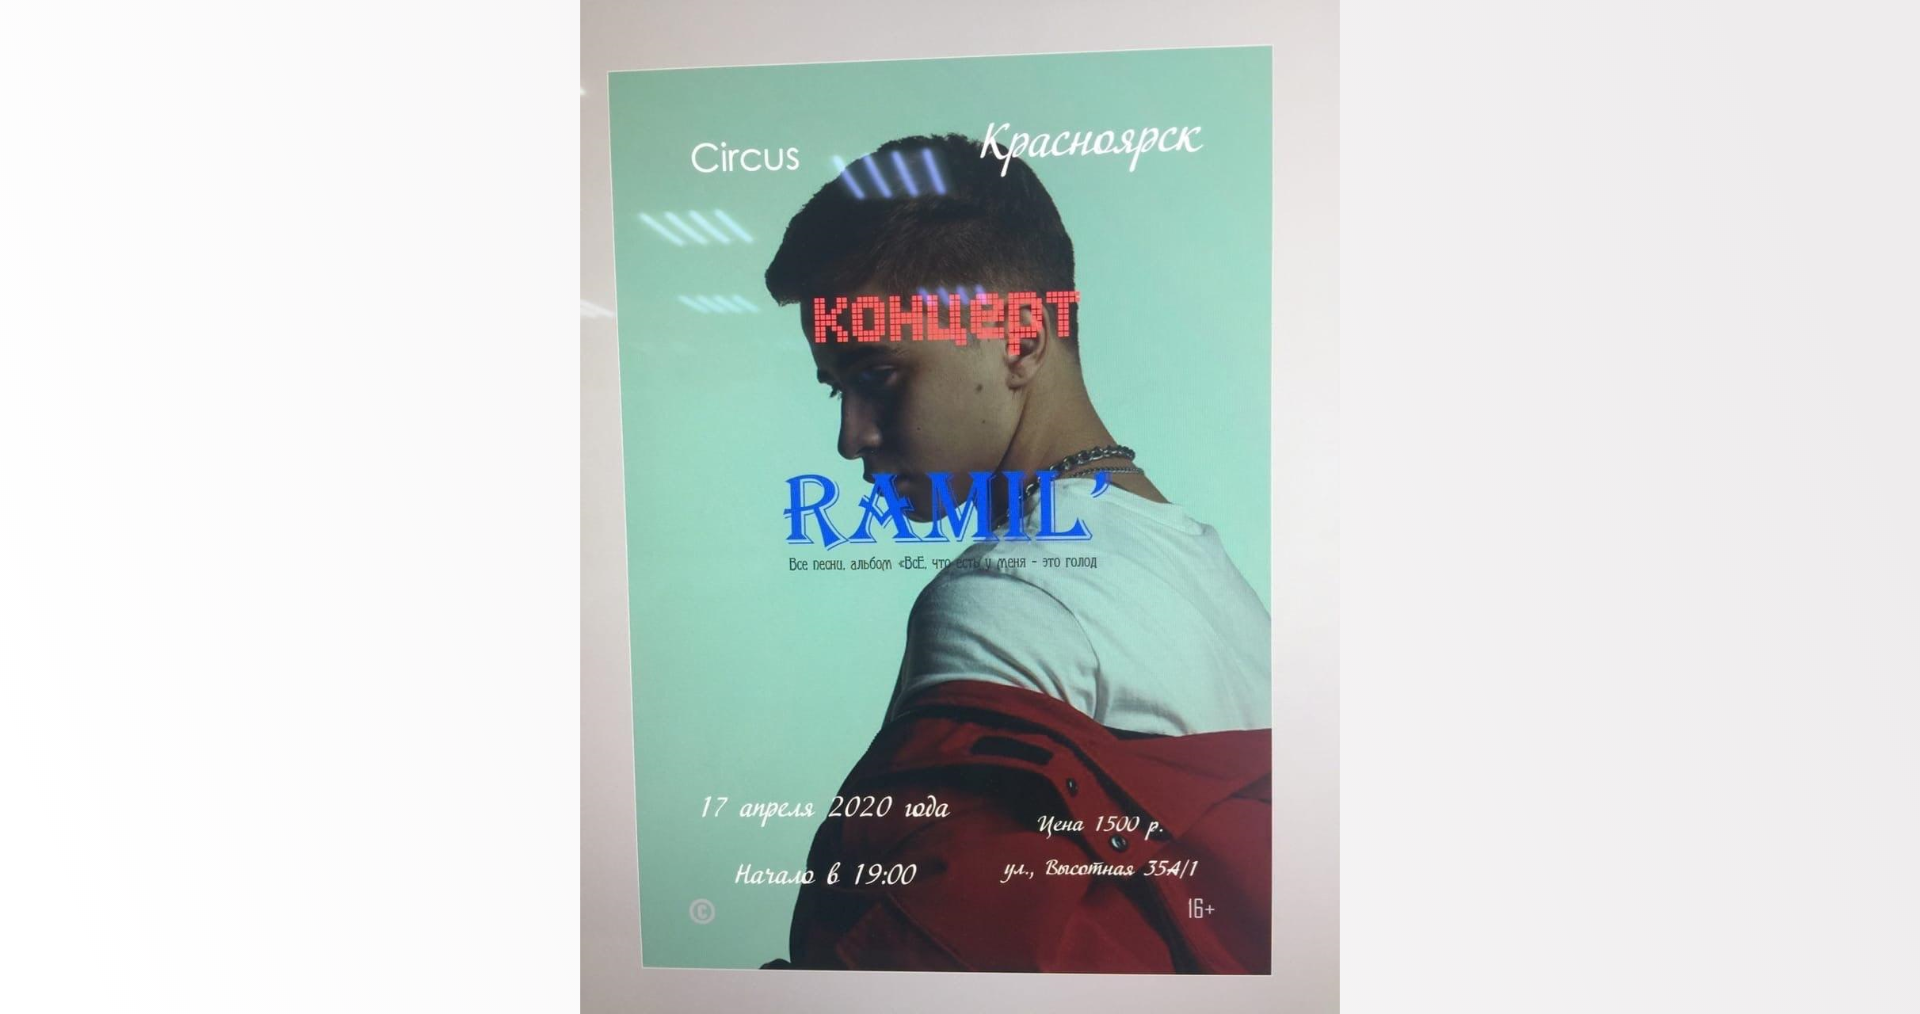 Circus
Красноярск
концерт
RAMIL'
Все песни, альбом «ВсЁ, что есть у меня - это голод
17 апреля 2020 года
Цена 1500 р.
Начало в 19:00
ул., Высотная 35А/1
©
16+